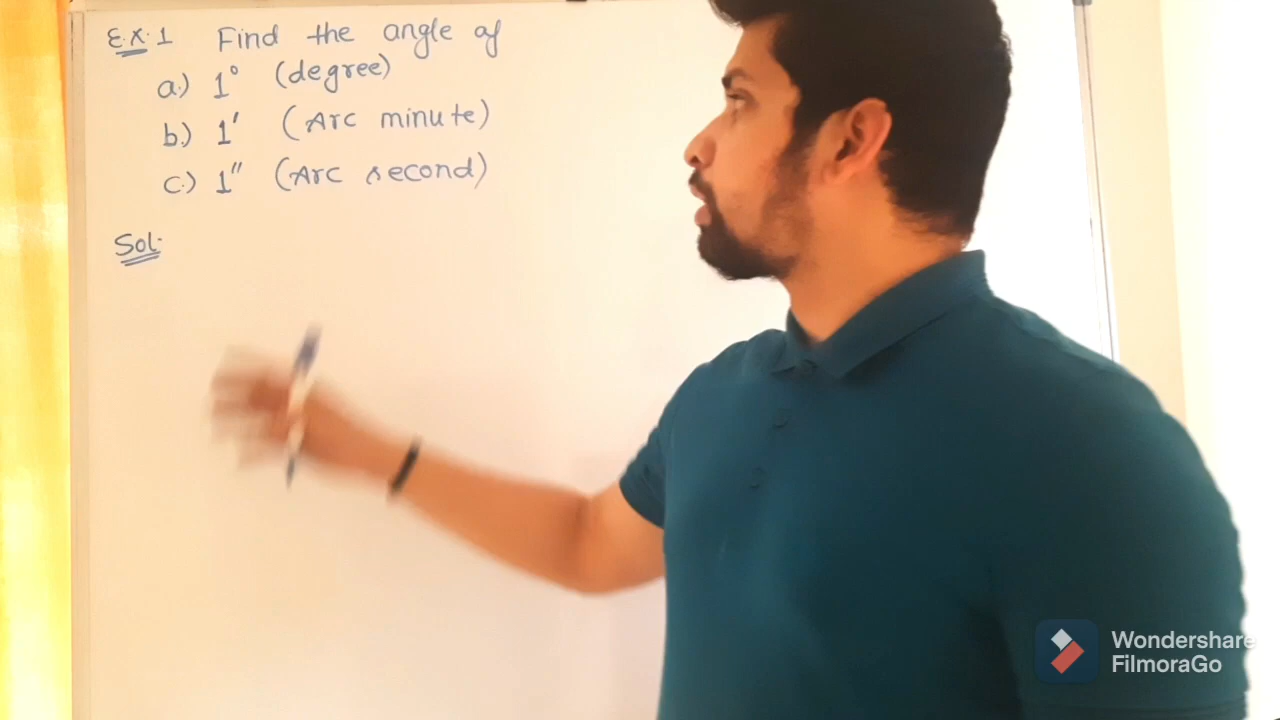 Ex. 1 Find the angle of
a.) 1° (degree)
b.) 1' (Arc minute)
c.) 1" (Arc second)
Sol.
Wondershare
FilmoraGo